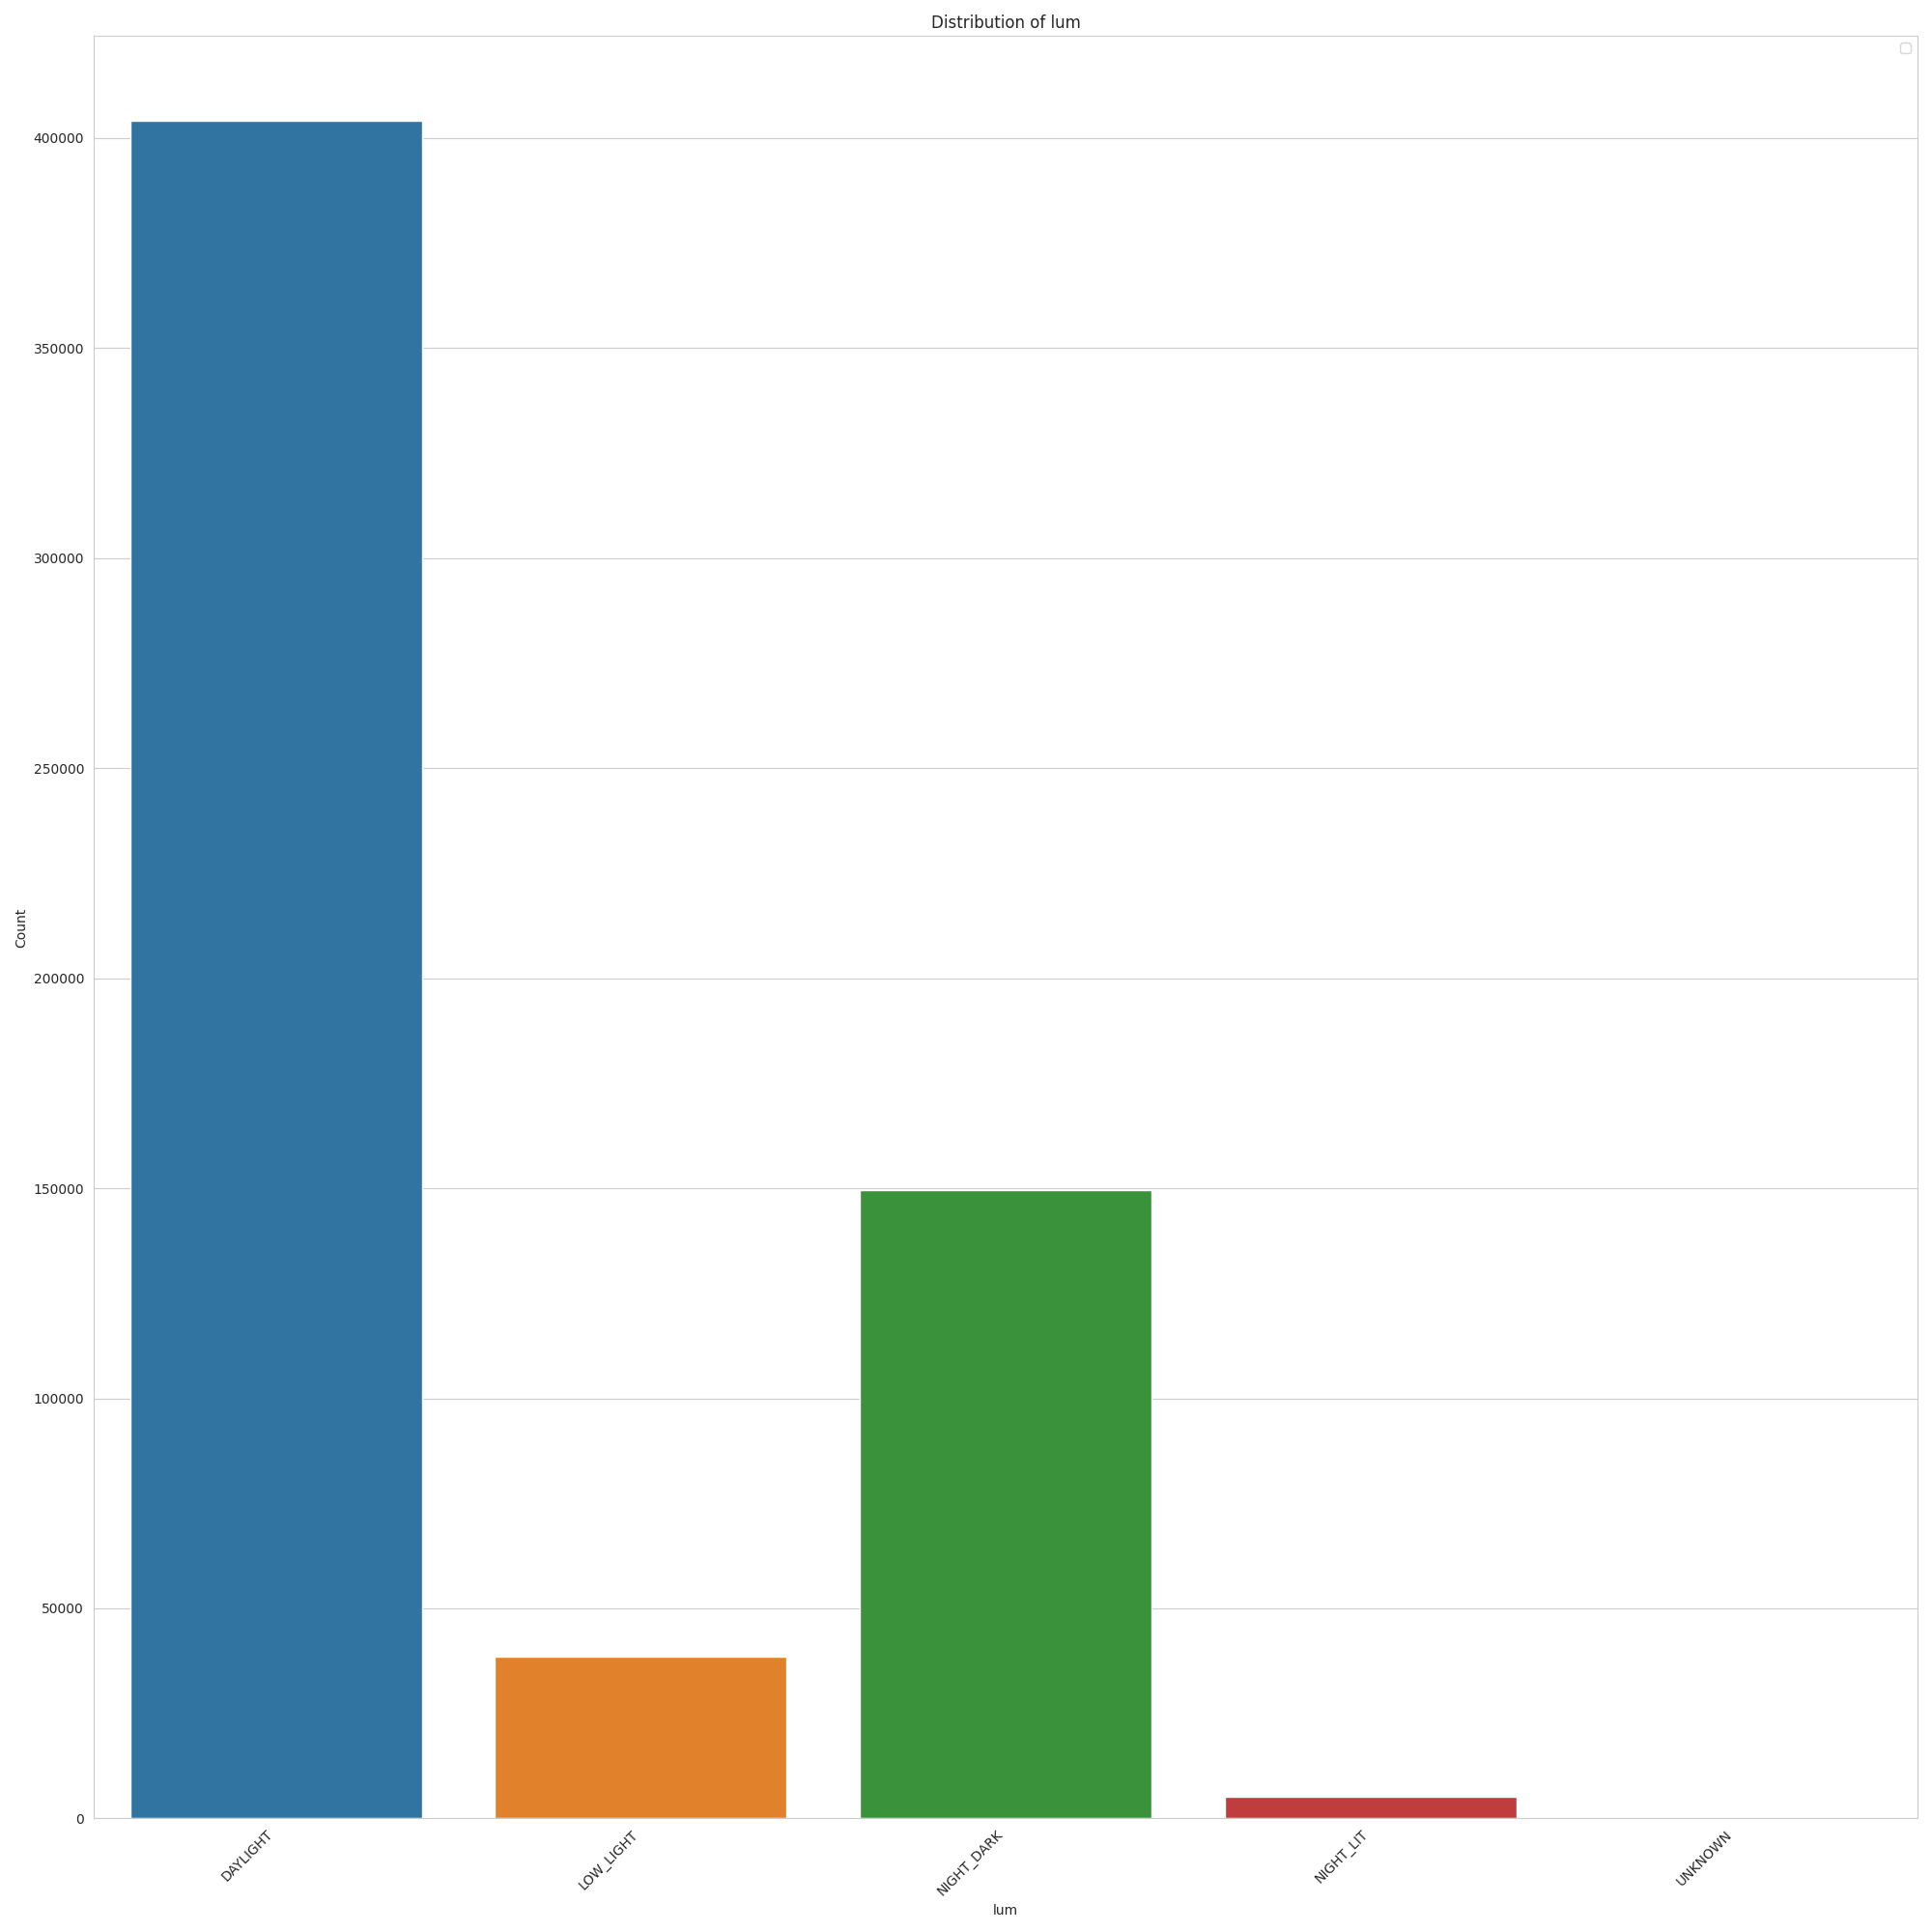 Distribution of lum
400000
350000
300000
250000
200000
150000
100000
50000
0
Count
DAYLIGHT
LOW_LIGHT
NIGHT_DARK
NIGHT_LIT
UNKNOWN
lum